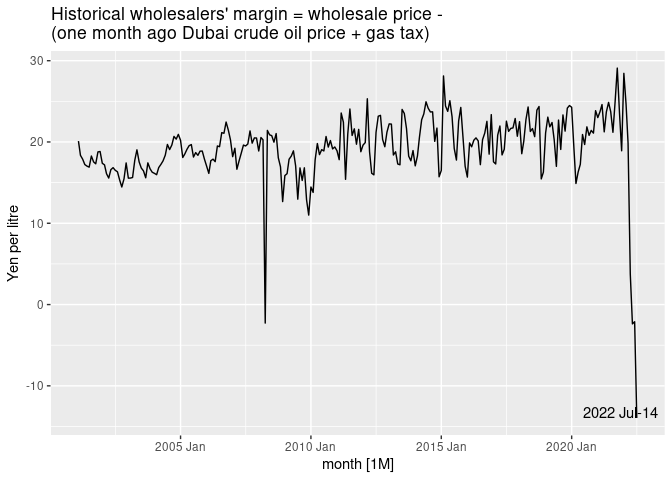 Historical wholesalers' margin = wholesale price -
(one month ago Dubai crude oil price + gas tax)
30
20
10
0
-10
Yen per litre
2022 Jul-14
2005 Jan 2010 Jan 2015 Jan 2020 Jan
month [1M]